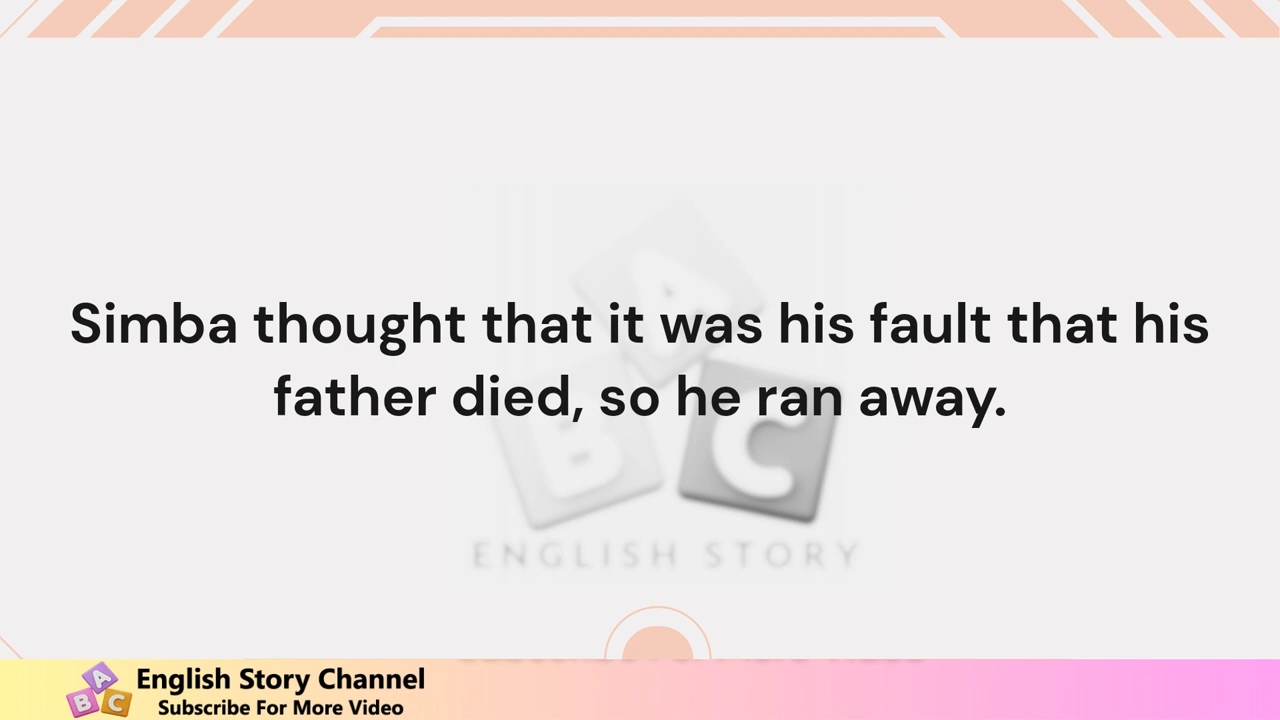 Simba thought that it was his fault that his
father died, so he ran away.
A
B
C
ENGLISH STORY
A
B
C
English Story Channel
Subscribe For More Video